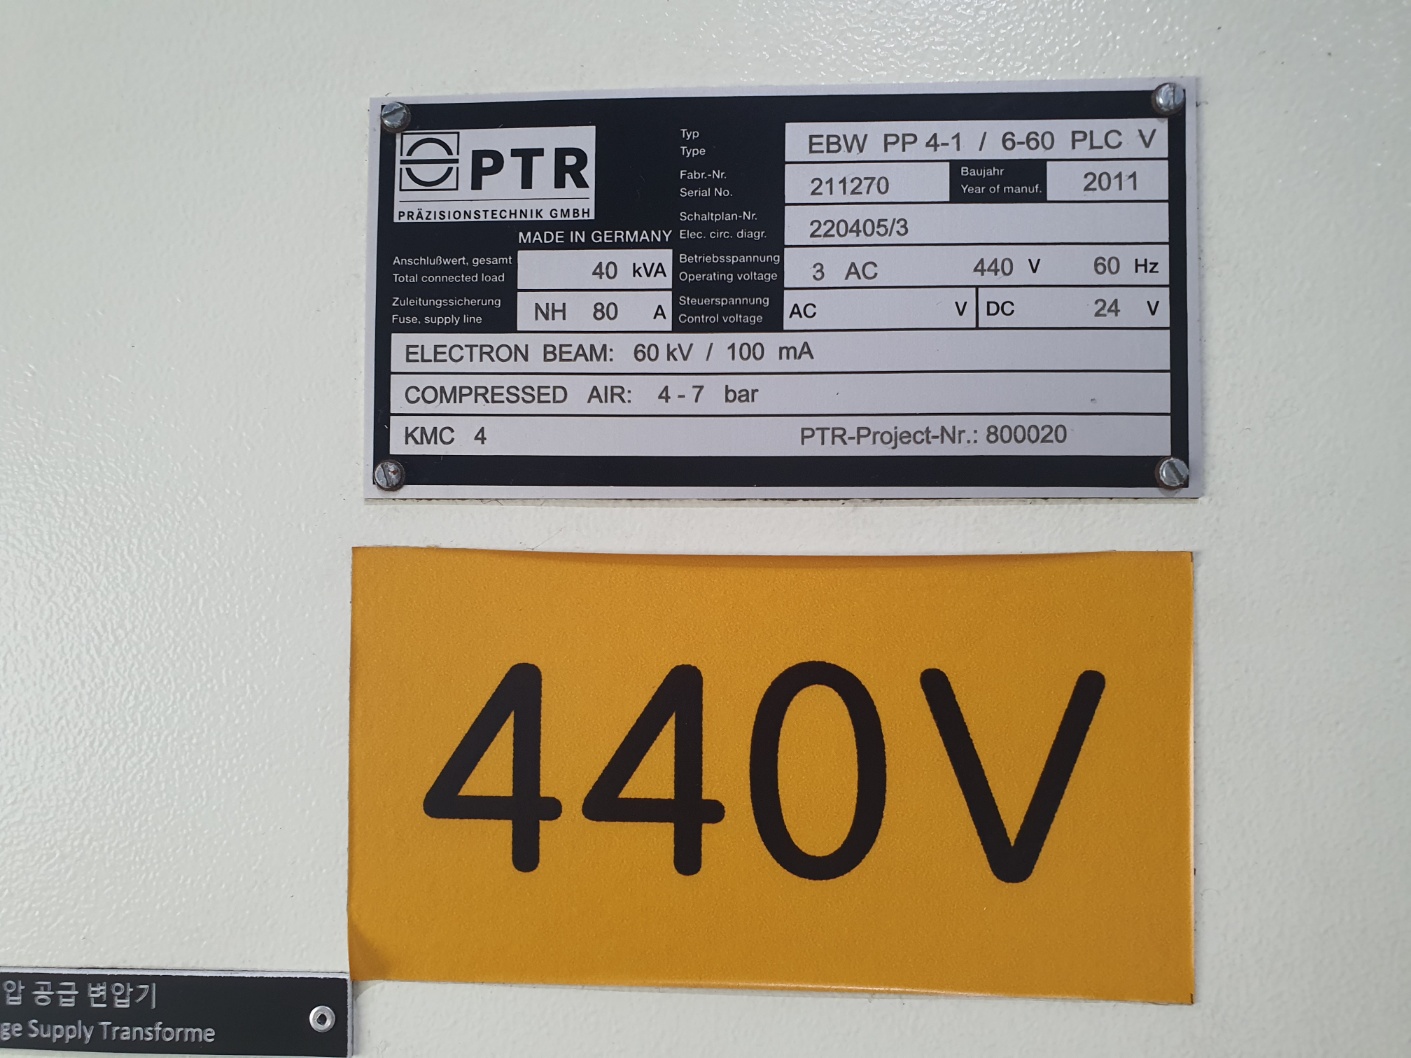 PTR
PRÄZISIONSTECHNIK GMBH
MADE IN GERMANY
Typ
Type
EBW PP 4-1 / 6-60 PLC V
Fabr.-Nr.
Serial No.
211270
Baujahr
Year of manuf.
2011
Schaltplan-Nr.
Elec. circ. diagr.
220405/3
Anschlußwert, gesamt
Total connected load
40 kVA
Betriebsspannung
Operating voltage
3 AC 440 V 60 Hz
Zuleitungssicherung
Fuse, supply line
NH 80 A
Steuerspannung
Control voltage
AC V DC 24 V
ELECTRON BEAM: 60 kV / 100 mA
COMPRESSED AIR: 4 - 7 bar
KMC 4 PTR-Project-Nr.: 800020
440V
압 공급 변압기
ge Supply Transforme